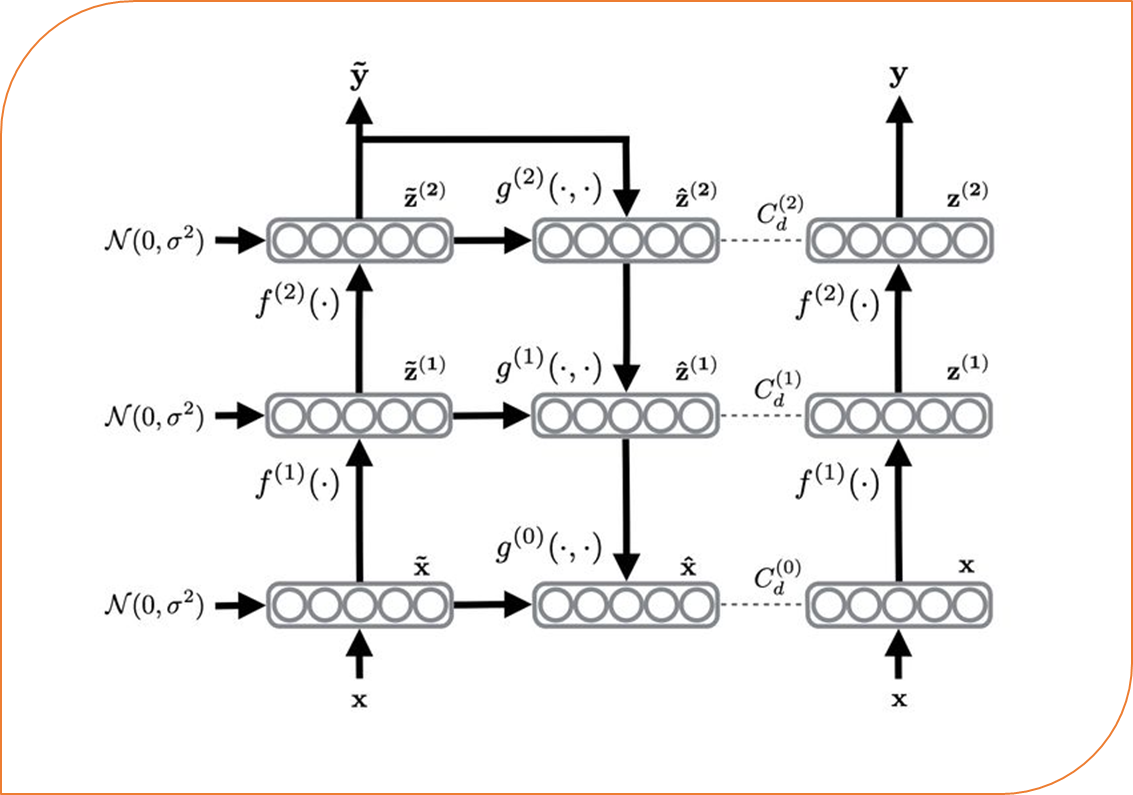 ỹ y
g⁽²⁾(·,·)
z̃⁽²⁾ ẑ⁽²⁾ C_d⁽²⁾ z⁽²⁾
𝒩(0, σ²)
f⁽²⁾(·) f⁽²⁾(·)
g⁽¹⁾(·,·)
z̃⁽¹⁾ ẑ⁽¹⁾ C_d⁽¹⁾ z⁽¹⁾
𝒩(0, σ²)
f⁽¹⁾(·) f⁽¹⁾(·)
g⁽⁰⁾(·,·)
x̃ x̂ C_d⁽⁰⁾ x
𝒩(0, σ²)
x x